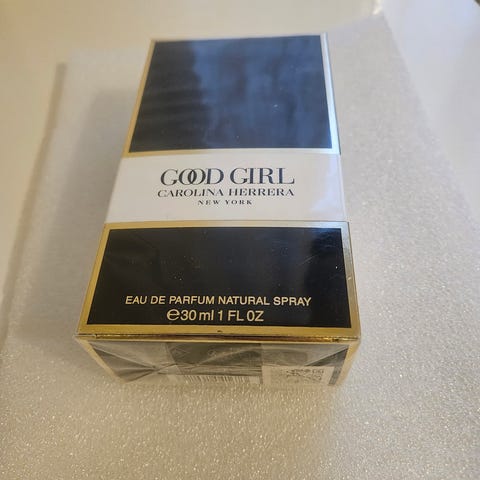 GOOD GIRL
CAROLINA HERRERA
NEW YORK
EAU DE PARFUM NATURAL SPRAY
℮30 ml 1 FL OZ